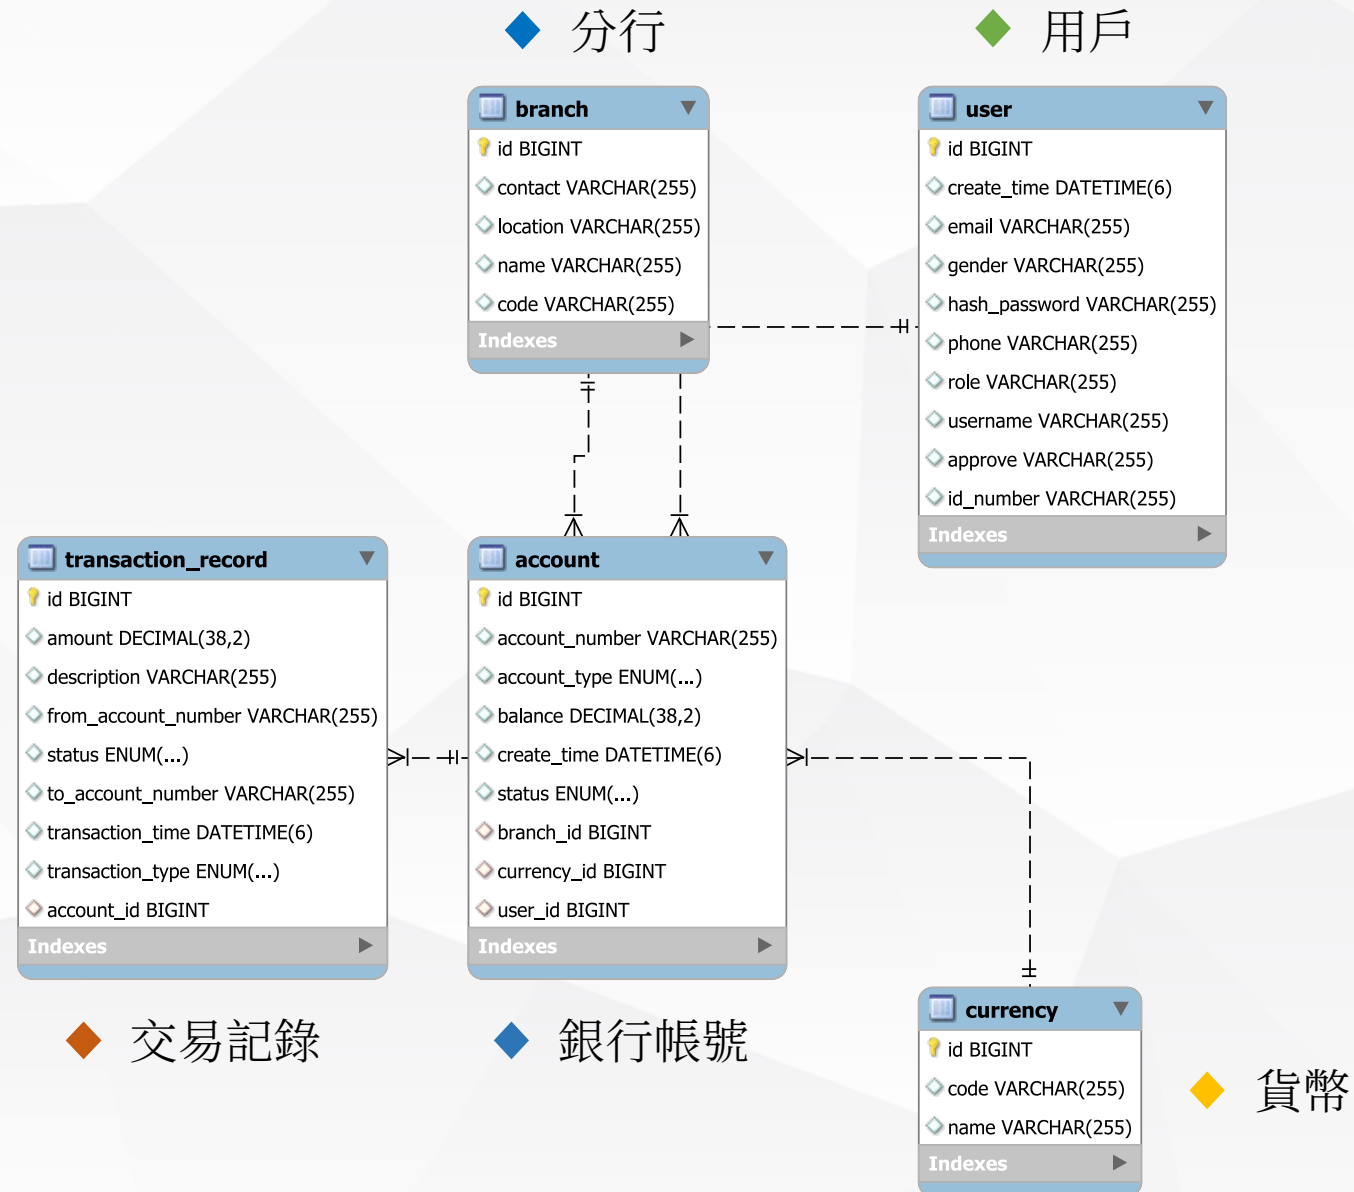 分行
用戶
branch
id BIGINT
contact VARCHAR(255)
location VARCHAR(255)
name VARCHAR(255)
code VARCHAR(255)
Indexes
user
id BIGINT
create_time DATETIME(6)
email VARCHAR(255)
gender VARCHAR(255)
hash_password VARCHAR(255)
phone VARCHAR(255)
role VARCHAR(255)
username VARCHAR(255)
approve VARCHAR(255)
id_number VARCHAR(255)
Indexes
transaction_record
id BIGINT
amount DECIMAL(38,2)
description VARCHAR(255)
from_account_number VARCHAR(255)
status ENUM(...)
to_account_number VARCHAR(255)
transaction_time DATETIME(6)
transaction_type ENUM(...)
account_id BIGINT
Indexes
account
id BIGINT
account_number VARCHAR(255)
account_type ENUM(...)
balance DECIMAL(38,2)
create_time DATETIME(6)
status ENUM(...)
branch_id BIGINT
currency_id BIGINT
user_id BIGINT
Indexes
交易記錄
銀行帳號
currency
id BIGINT
code VARCHAR(255)
name VARCHAR(255)
Indexes
貨幣